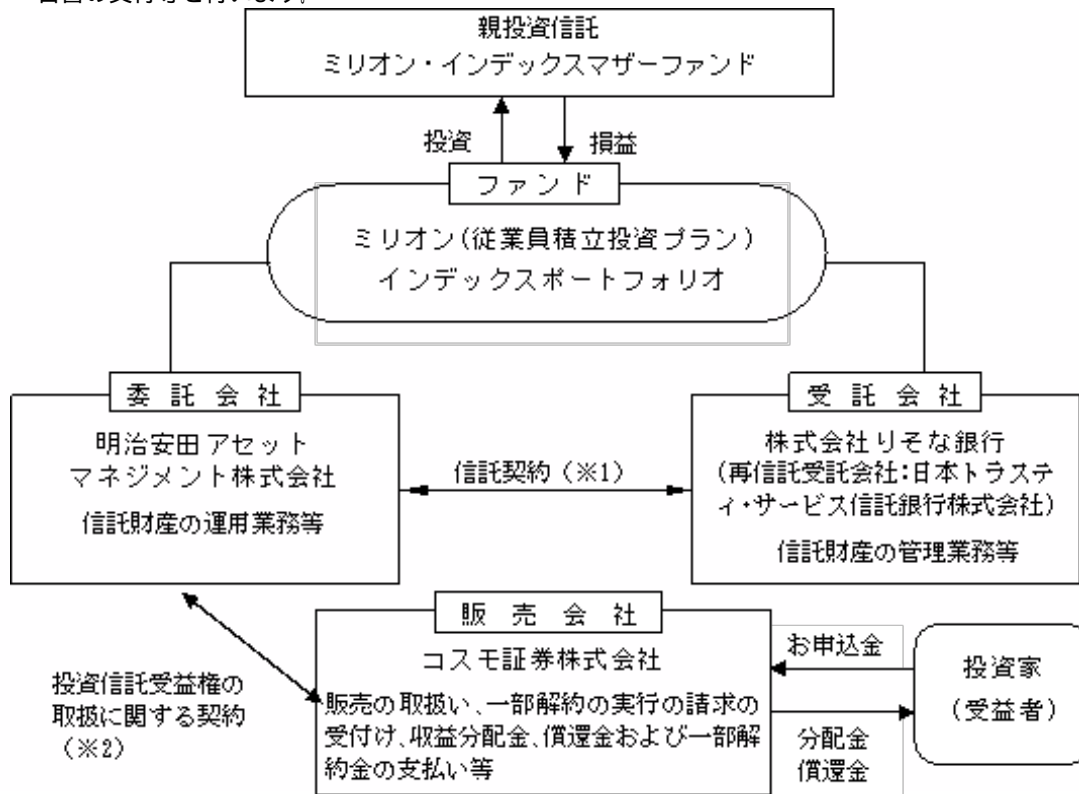 親投資信託
ミリオン・インデックスマザーファンド
投資
損益
ファンド
ミリオン(従業員積立投資プラン)
インデックスポートフォリオ
委託会社
明治安田アセット
マネジメント株式会社
信託財産の運用業務等
信託契約(※1)
受託会社
株式会社りそな銀行
(再信託受託会社:日本トラステ
ィ・サービス信託銀行株式会社)
信託財産の管理業務等
投資信託受益権の
取扱に関する契約
(※2)
販売会社
コスモ証券株式会社
販売の取扱い、一部解約の実行の請求の
受付け、収益分配金、償還金および一部解
約金の支払い等
お申込金
分配金
償還金
投資家
(受益者)